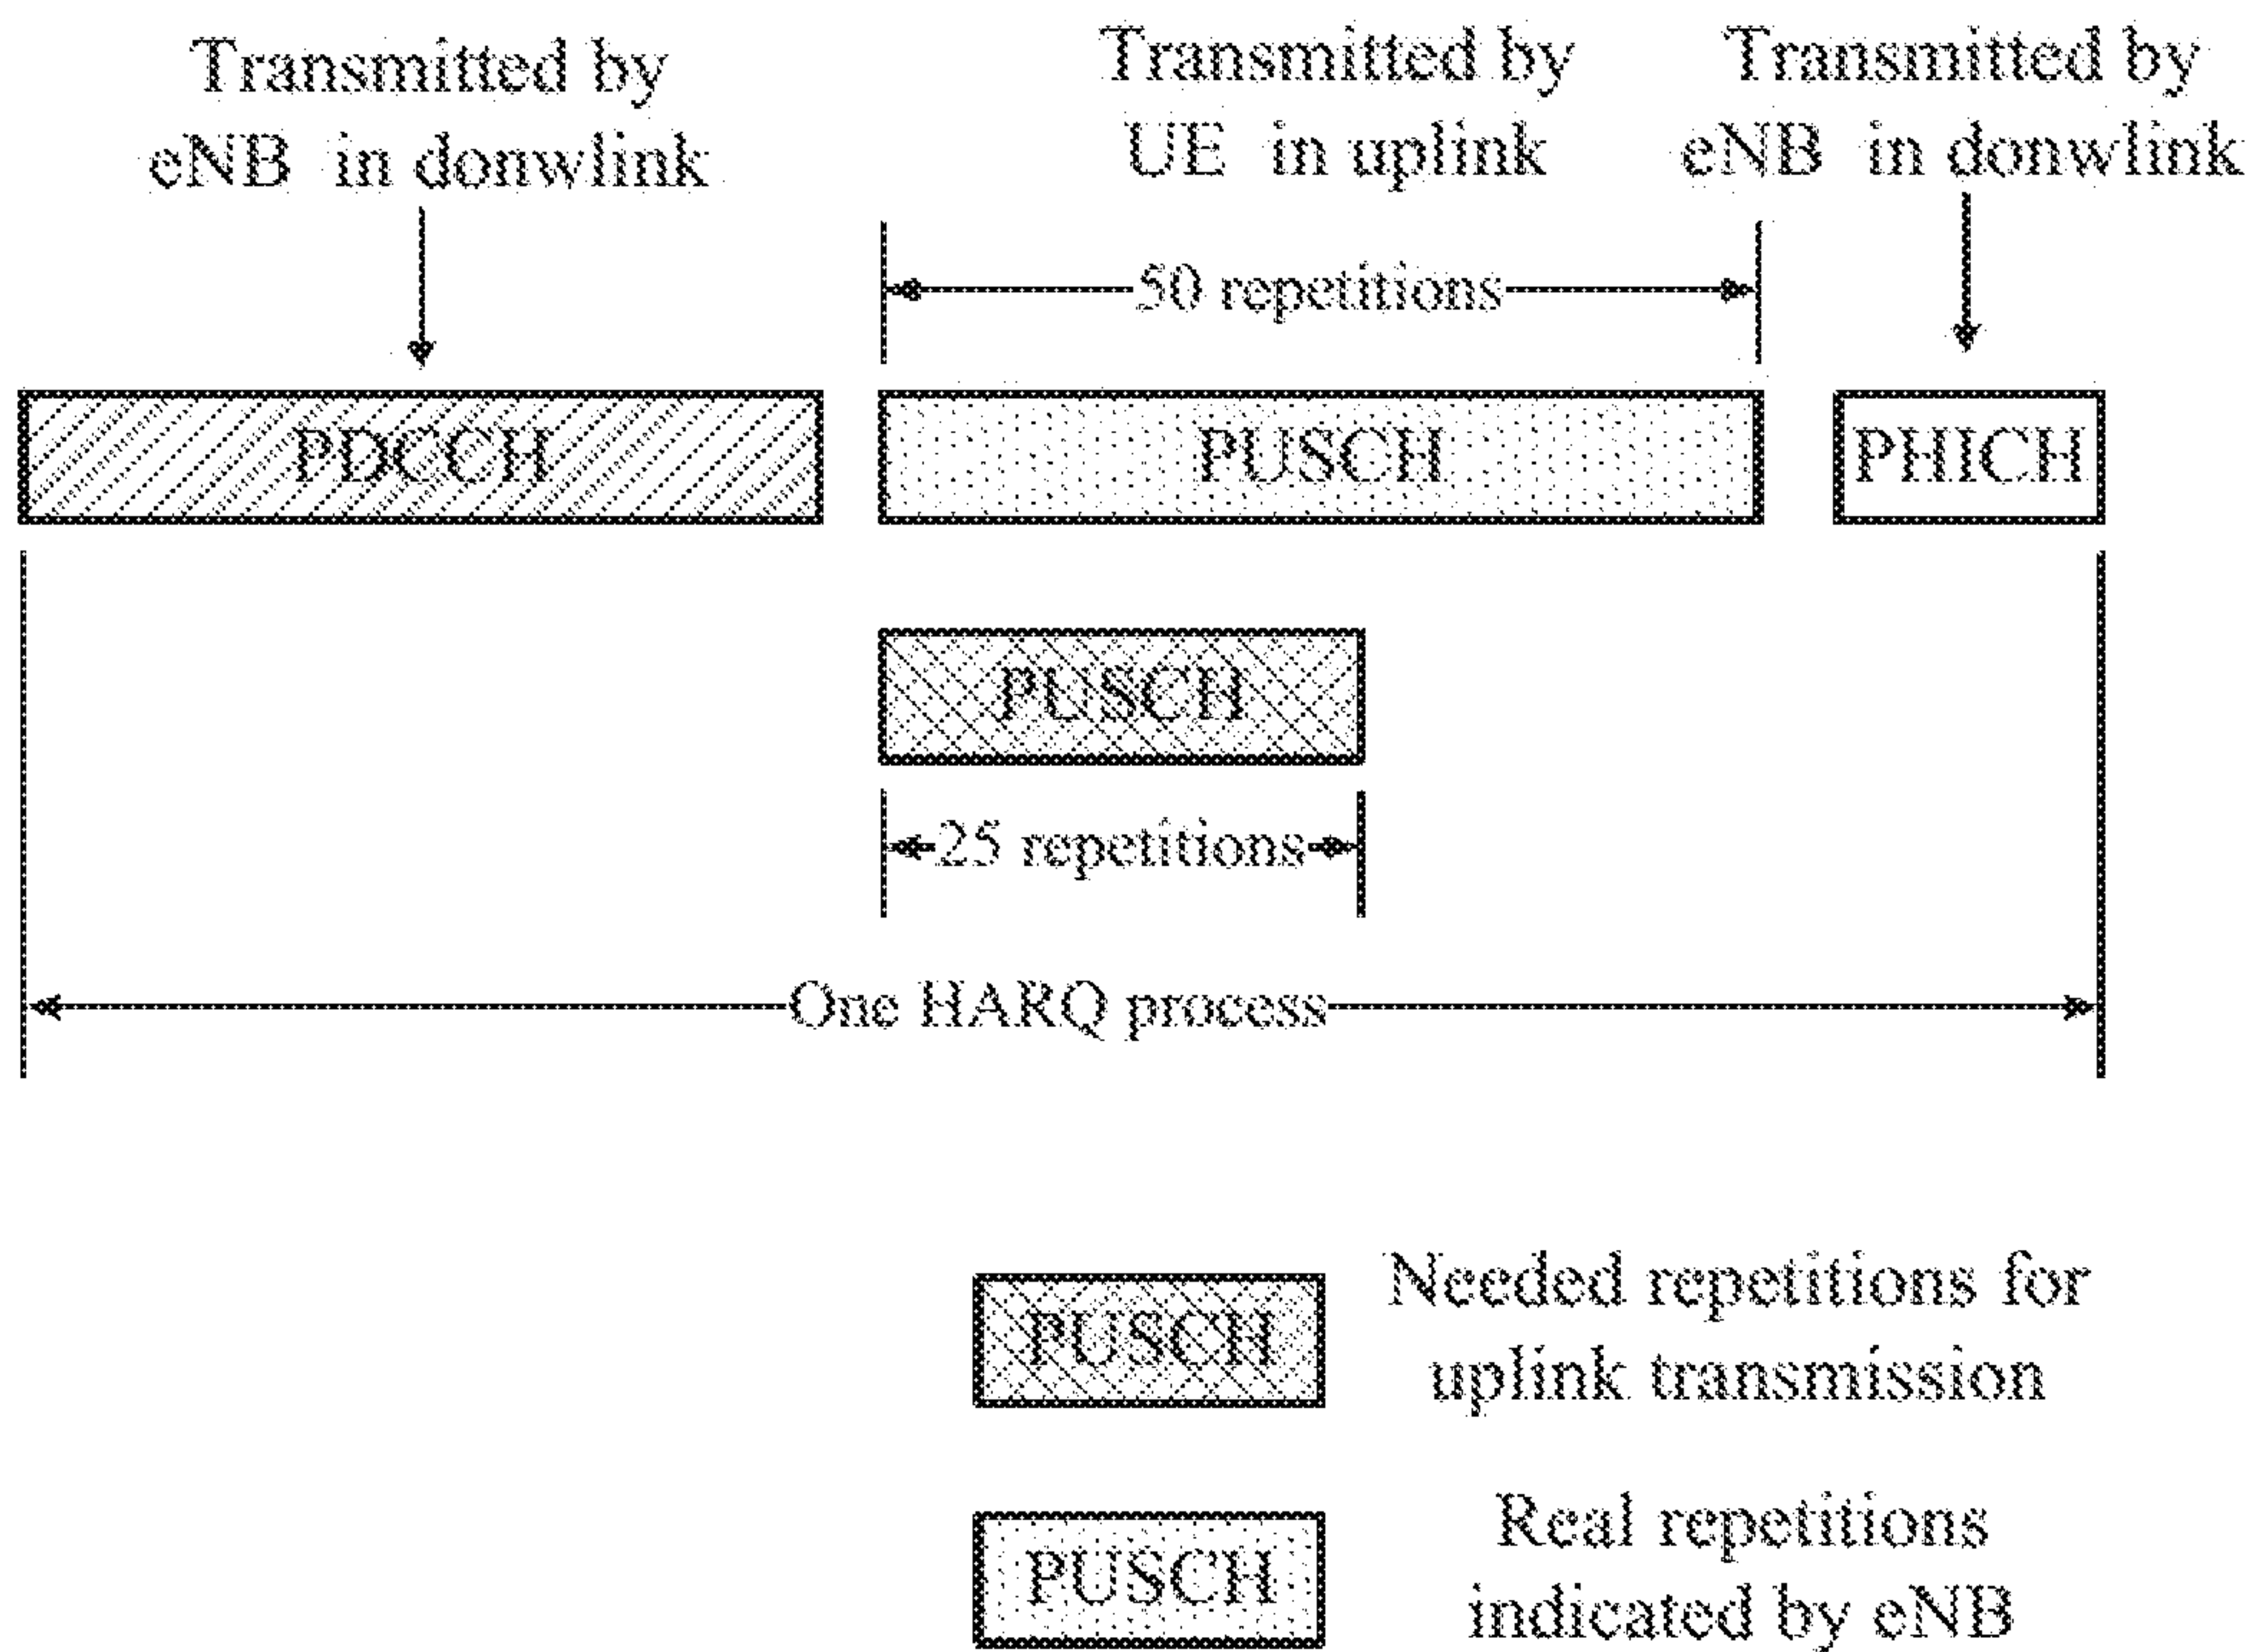 Transmitted by
eNB in donwlink
Transmitted by
UE in uplink
Transmitted by
eNB in donwlink
50 repetitions
PDCCH
PUSCH
PHICH
PUSCH
25 repetitions
One HARQ process
PUSCH
Needed repetitions for
uplink transmission
PUSCH
Real repetitions
indicated by eNB